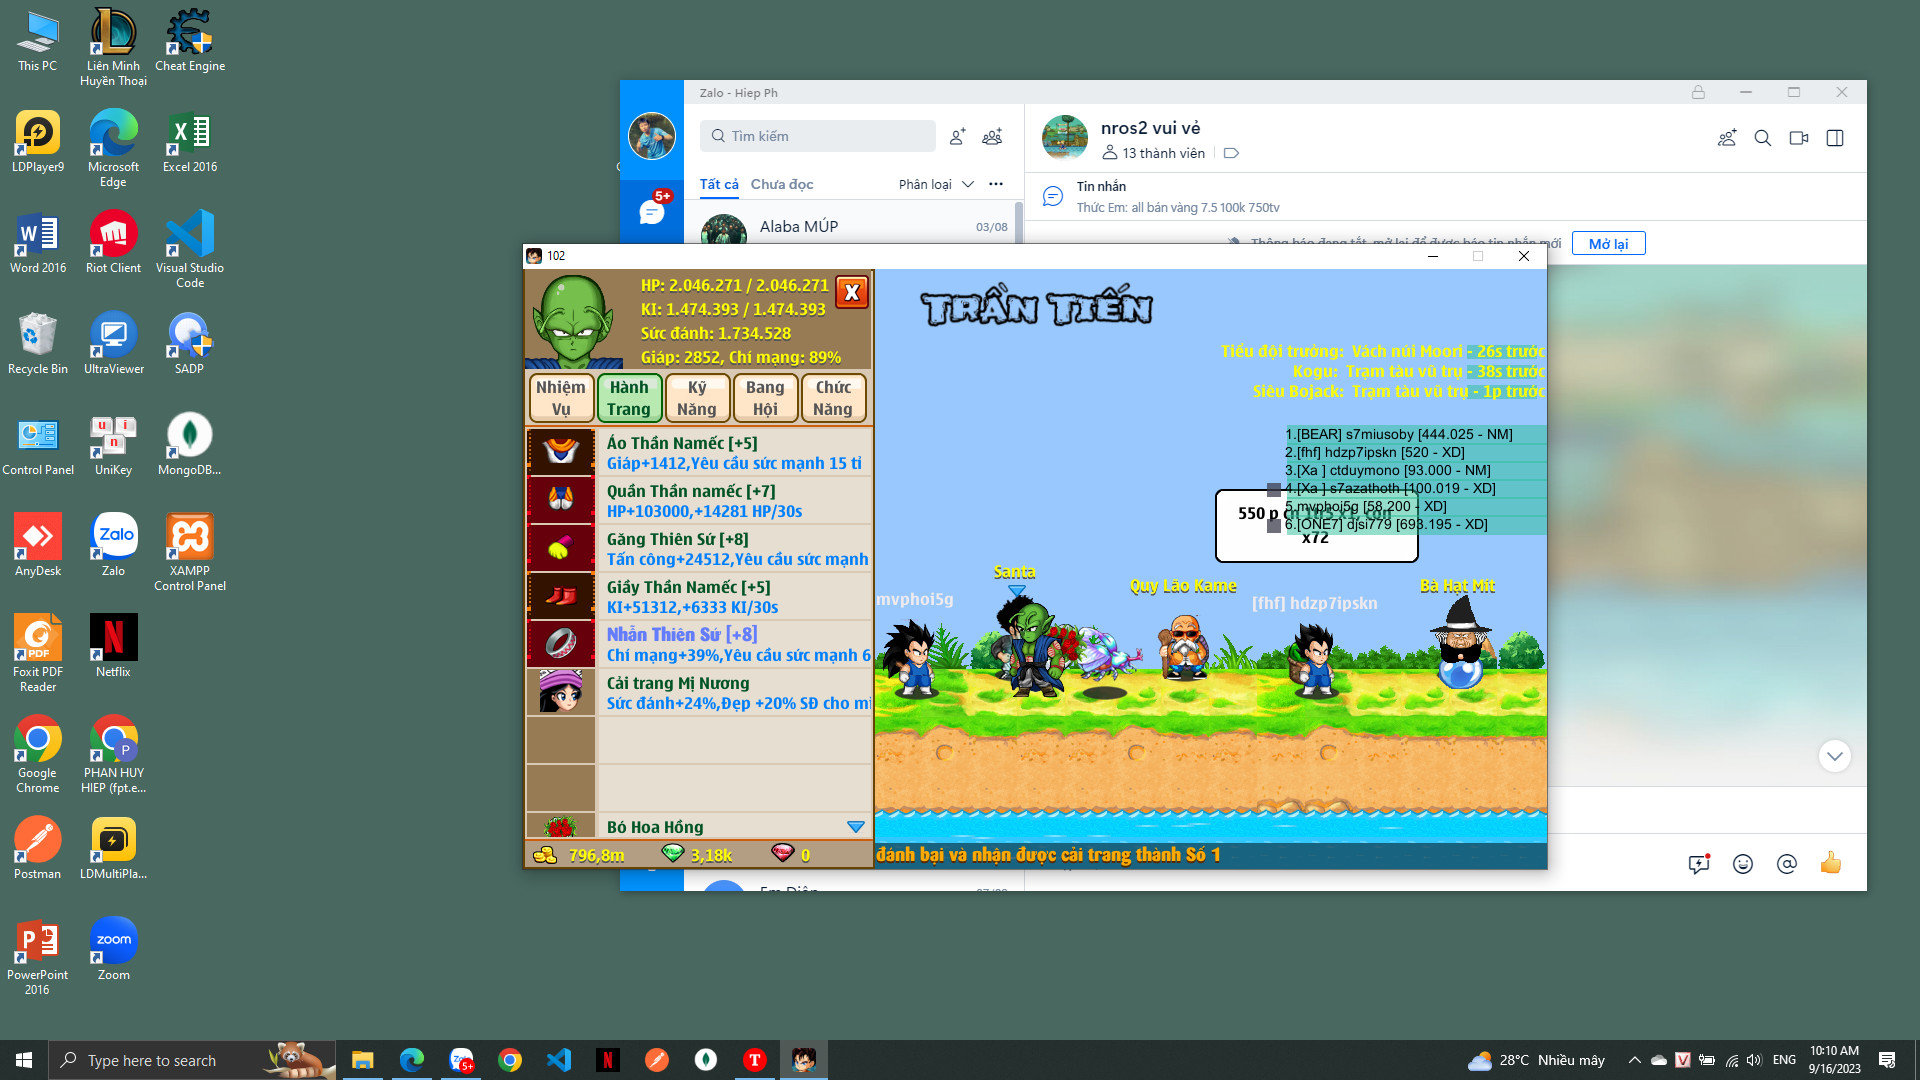 This PC
Liên Minh
Huyền Thoại
Cheat Engine
LDPlayer9
Microsoft
Edge
Excel 2016
Word 2016
Riot Client
Visual Studio
Code
Recycle Bin
UltraViewer
SADP
Control Panel
UniKey
MongoDB...
AnyDesk
Zalo
XAMPP
Control Panel
Foxit PDF
Reader
Netflix
Google
Chrome
PHAN HUY
HIEP (fpt.e...
Postman
LDMultiPla...
PowerPoint
2016
Zoom
Zalo - Hiep Ph
Tìm kiếm
Tất cả
Chưa đọc
Phân loại
5+
Alaba MÚP
03/08
nros2 vui vẻ
13 thành viên
Tin nhắn
Thức Em: all bán vàng 7.5 100k 750tv
Thông báo đang tắt, mở lại để được báo tin nhắn mới
Mở lại
102
HP: 2.046.271 / 2.046.271
KI: 1.474.393 / 1.474.393
Sức đánh: 1.734.528
Giáp: 2852, Chí mạng: 89%
X
Nhiệm
Vụ
Hành
Trang
Kỹ
Năng
Bang
Hội
Chức
Năng
Áo Thần Namếc [+5]
Giáp+1412,Yêu cầu sức mạnh 15 tỉ
Quần Thần namếc [+7]
HP+103000,+14281 HP/30s
Găng Thiên Sứ [+8]
Tấn công+24512,Yêu cầu sức mạnh
Giầy Thần Namếc [+5]
KI+51312,+6333 KI/30s
Nhẫn Thiên Sứ [+8]
Chí mạng+39%,Yêu cầu sức mạnh 6
Cải trang Mị Nương
Sức đánh+24%,Đẹp +20% SĐ cho mì
Bó Hoa Hồng
796,8m
3,18k
0
TRẦN TIẾN
Tiểu đội trưởng: Vách núi Moori - 26s trước
Kogu: Trạm tàu vũ trụ - 38s trước
Siêu Bojack: Trạm tàu vũ trụ - 1p trước
1.[BEAR] s7miusoby [444.025 - NM]
2.[fhf] hdzp7ipskn [520 - XD]
3.[Xa ] ctduymono [93.000 - NM]
4.[Xa ] s7azathoth [100.019 - XD]
5.mvphoi5g [58.200 - XD]
6.[ONE7] djsi779 [693.195 - XD]
550 p
x72
Santa
Quy Lão Kame
Bà Hạt Mít
mvphoi5g
[fhf] hdzp7ipskn
đánh bại và nhận được cải trang thành Số 1
Type here to search
28°C Nhiều mây
ENG
10:10 AM
9/16/2023